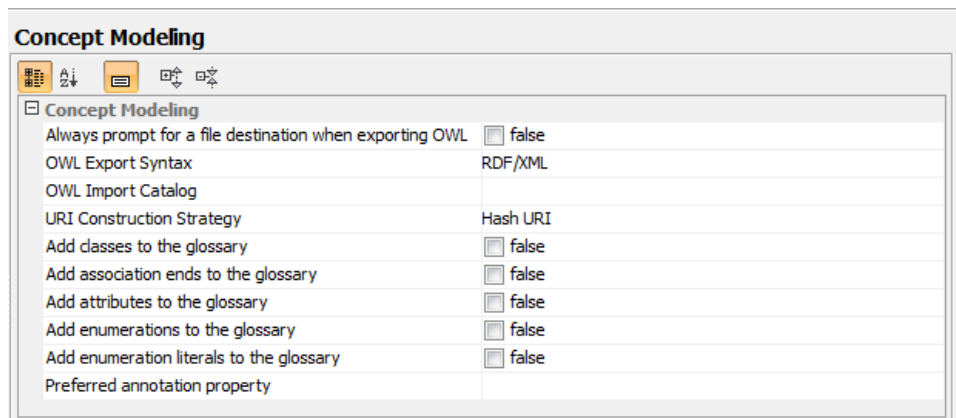 Concept Modeling
Concept Modeling
Always prompt for a file destination when exporting OWL false
OWL Export Syntax RDF/XML
OWL Import Catalog
URI Construction Strategy Hash URI
Add classes to the glossary false
Add association ends to the glossary false
Add attributes to the glossary false
Add enumerations to the glossary false
Add enumeration literals to the glossary false
Preferred annotation property